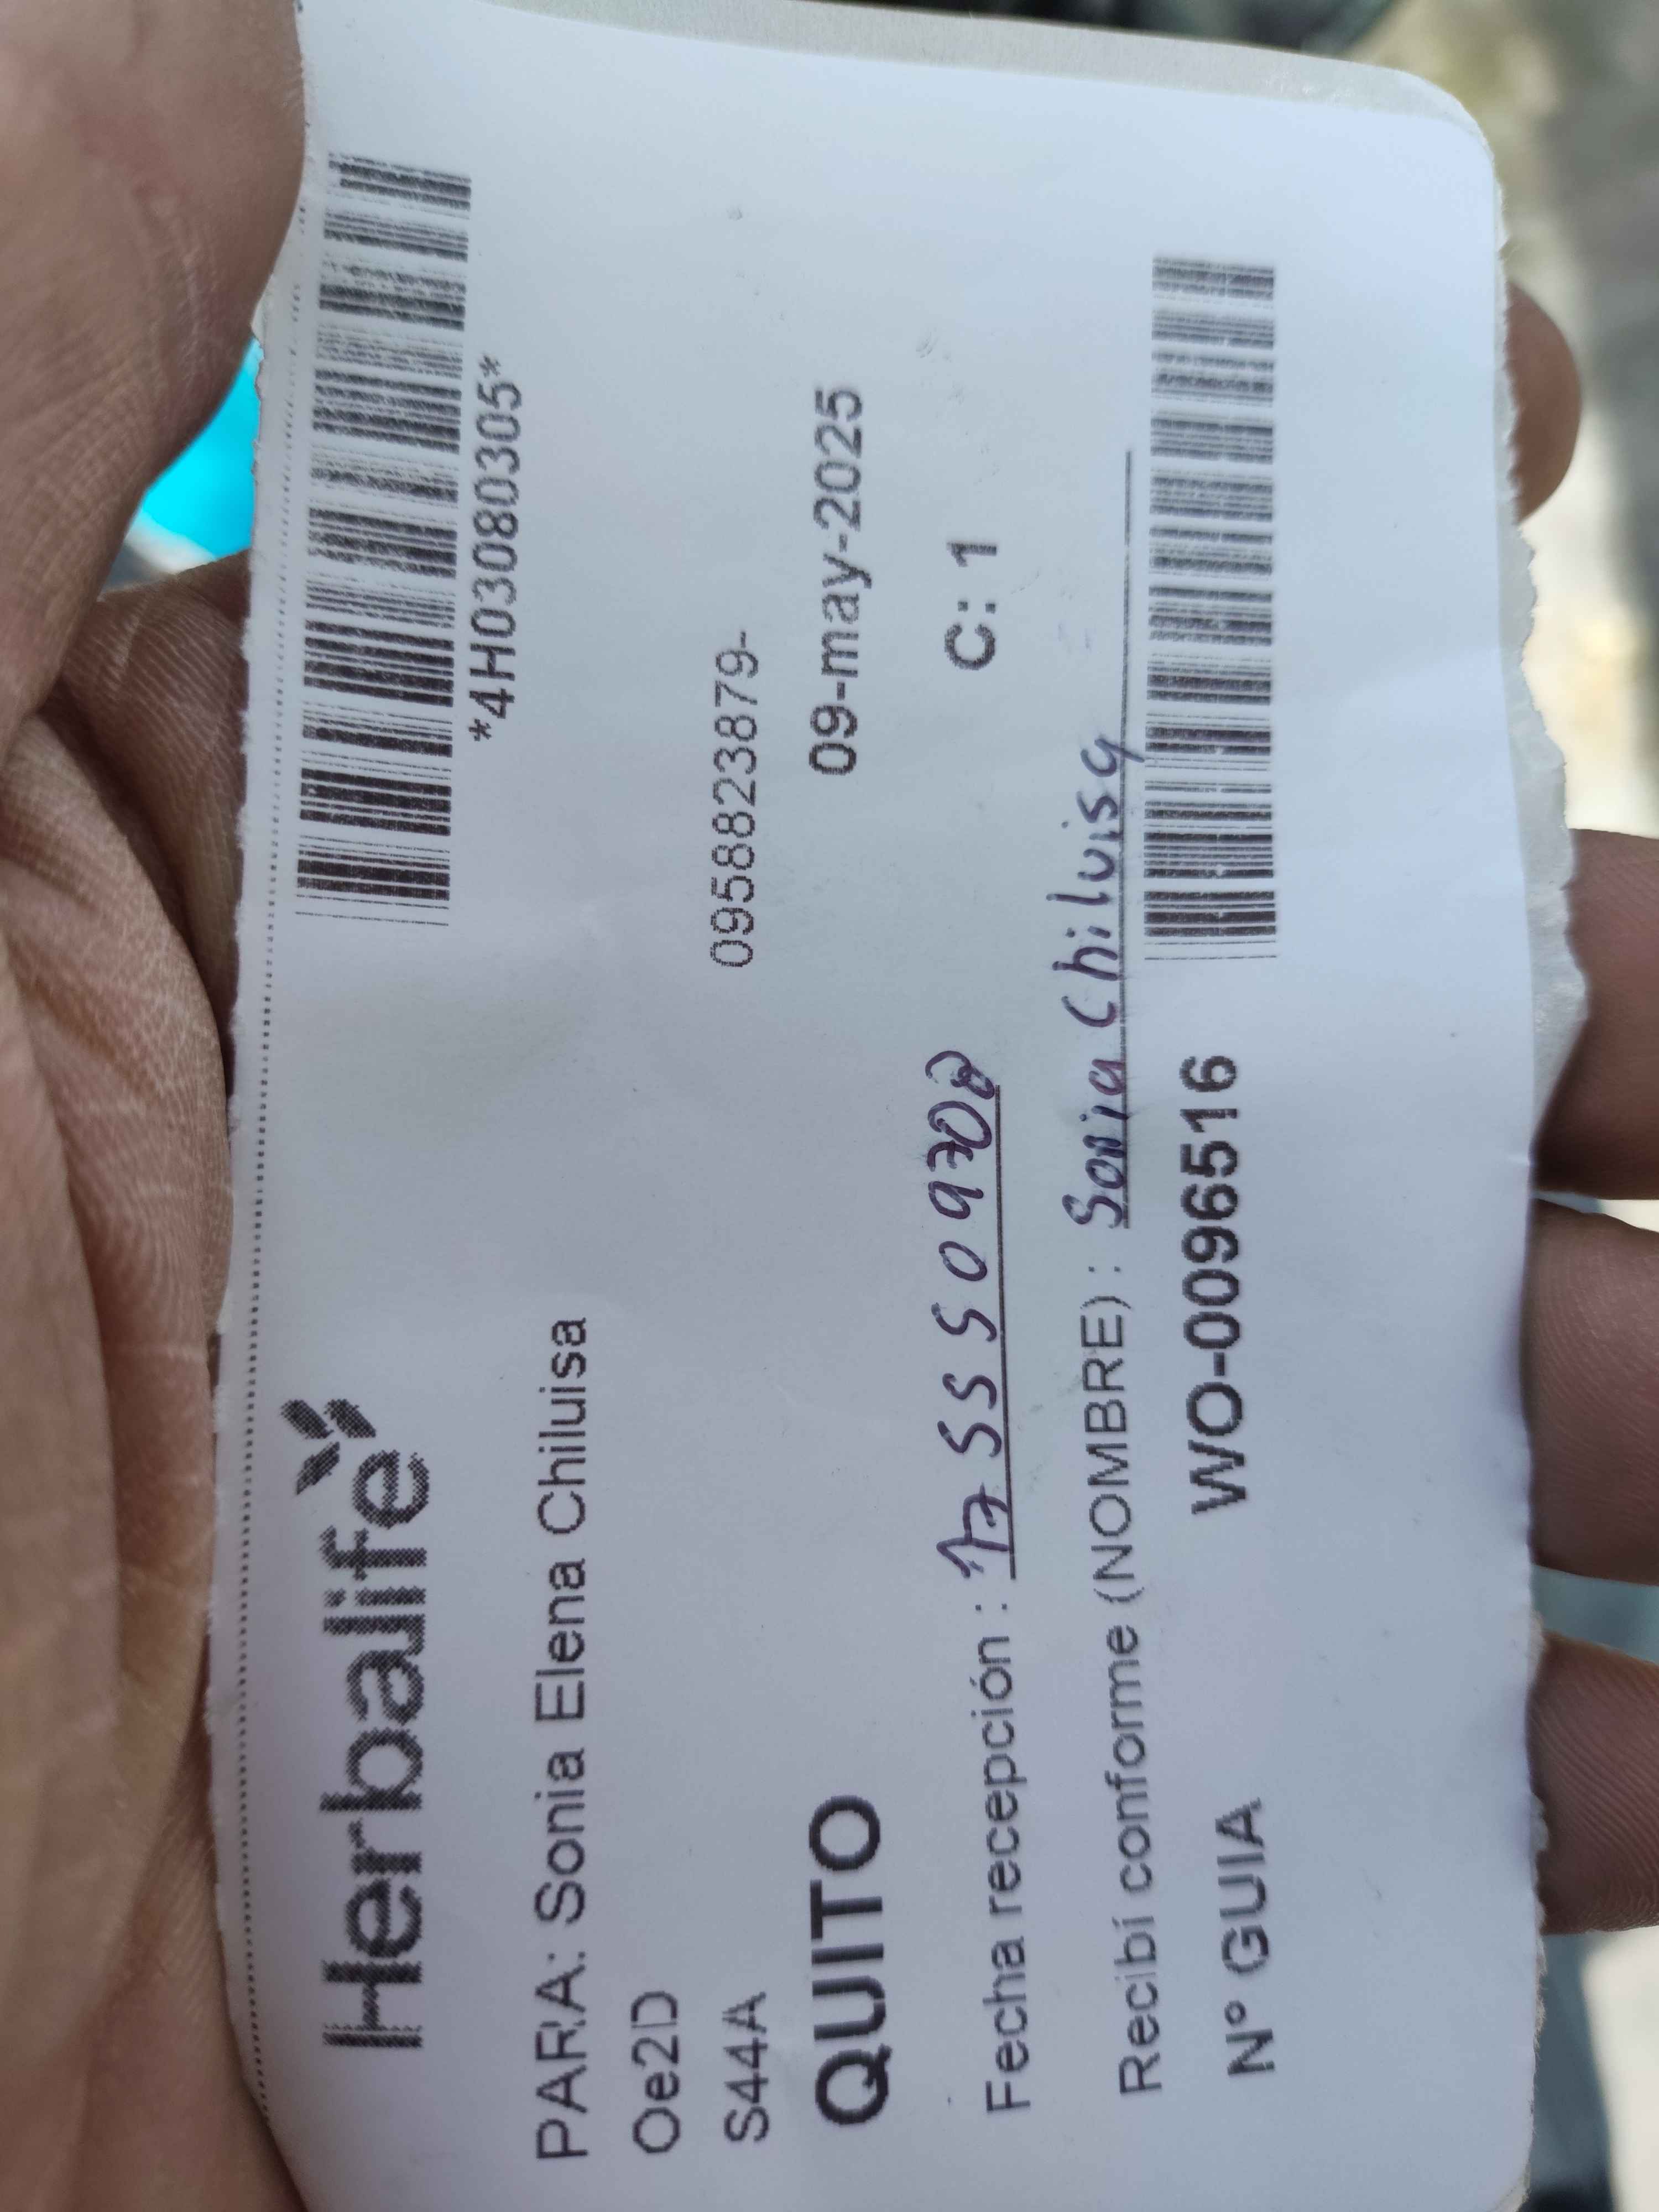 Herbalife
*4H03080305*
PARA: Sonia Elena Chiluisa
Oe2D
S44A 0958823879-
QUITO 09-may-2025
Fecha recepción : C: 1
Recibí conforme (NOMBRE) : Sonia Chiluisa
Nº GUIA WO-0096516